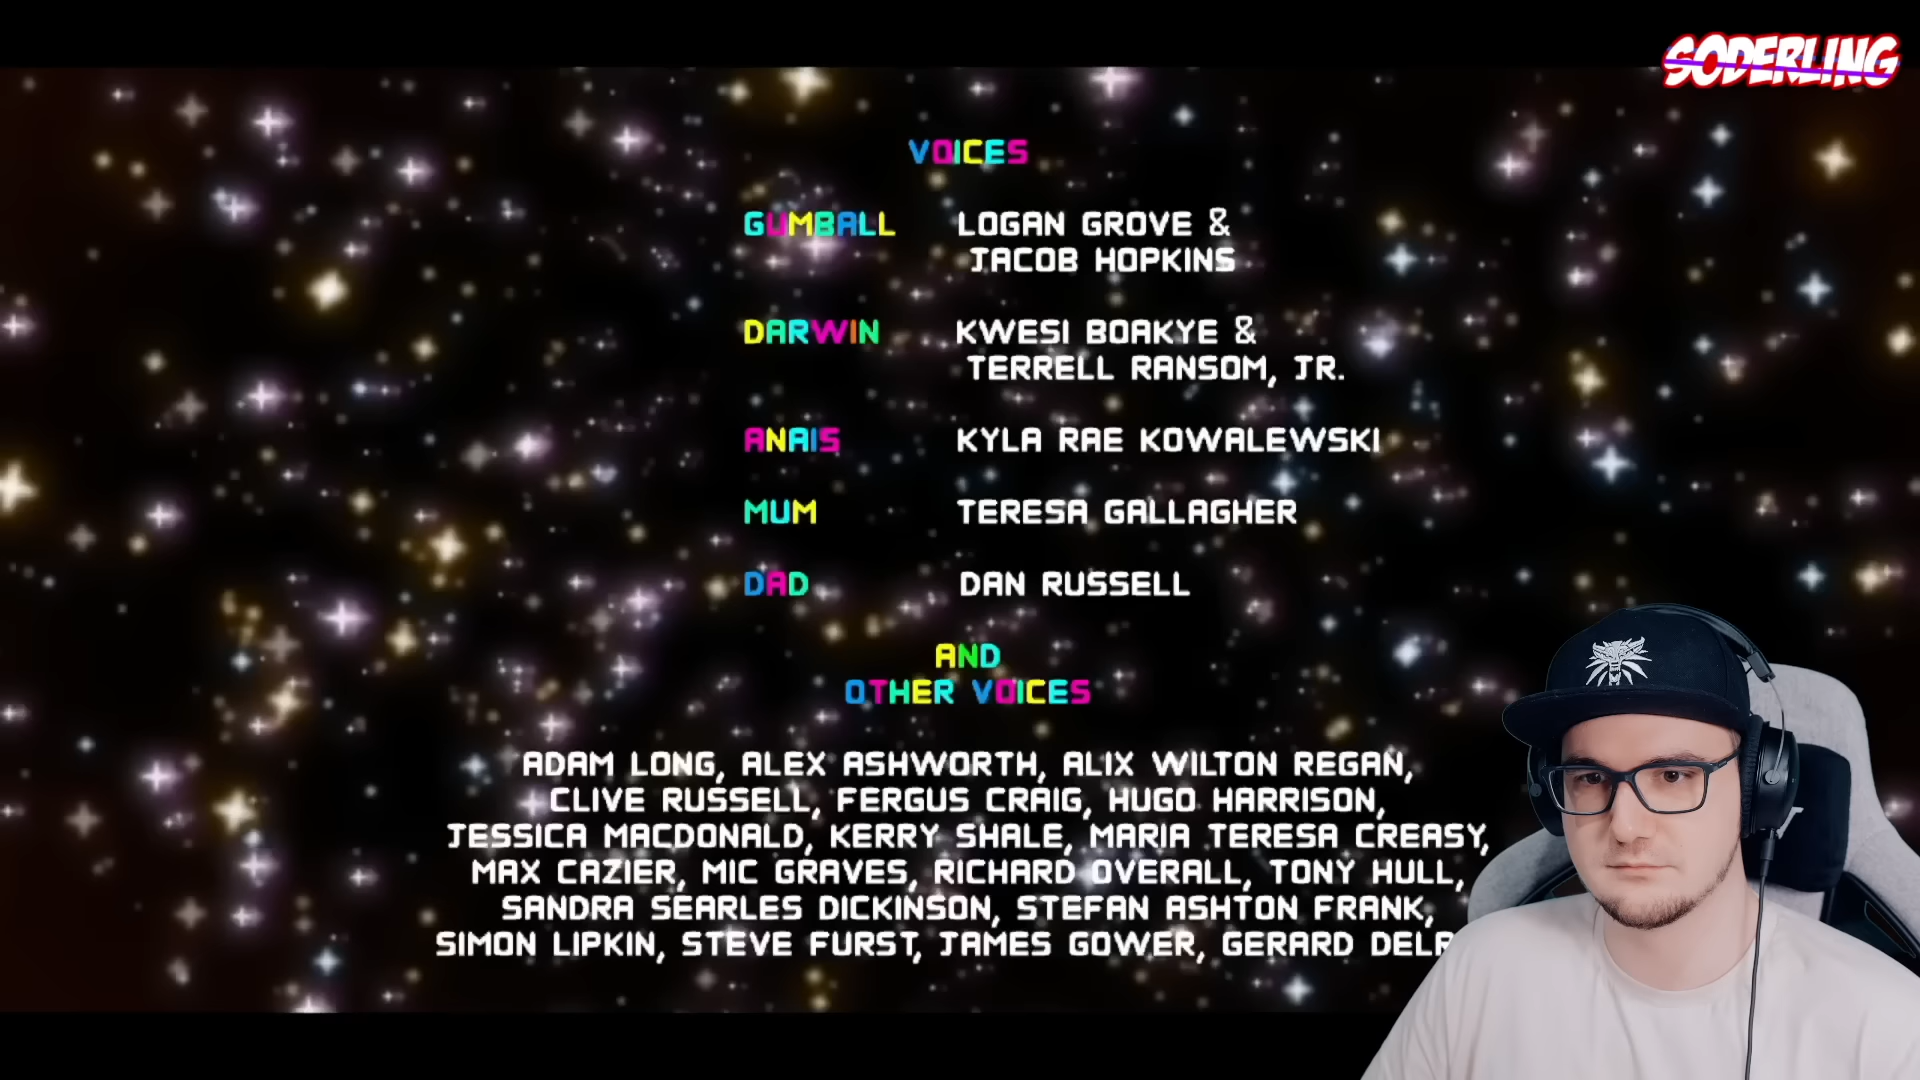 SODERLING
VOICES
GUMBALL LOGAN GROVE &
JACOB HOPKINS
DARWIN KWESI BOAKYE &
TERRELL RANSOM, JR.
ANAIS KYLA RAE KOWALEWSKI
MUM TERESA GALLAGHER
DAD DAN RUSSELL
AND
OTHER VOICES
ADAM LONG, ALEX ASHWORTH, ALIX WILTON REGAN,
CLIVE RUSSELL, FERGUS CRAIG, HUGO HARRISON,
JESSICA MACDONALD, KERRY SHALE, MARIA TERESA CREASY,
MAX CAZIER, MIC GRAVES, RICHARD OVERALL, TONY HULL,
SANDRA SEARLES DICKINSON, STEFAN ASHTON FRANK,
SIMON LIPKIN, STEVE FURST, JAMES GOWER, GERARD